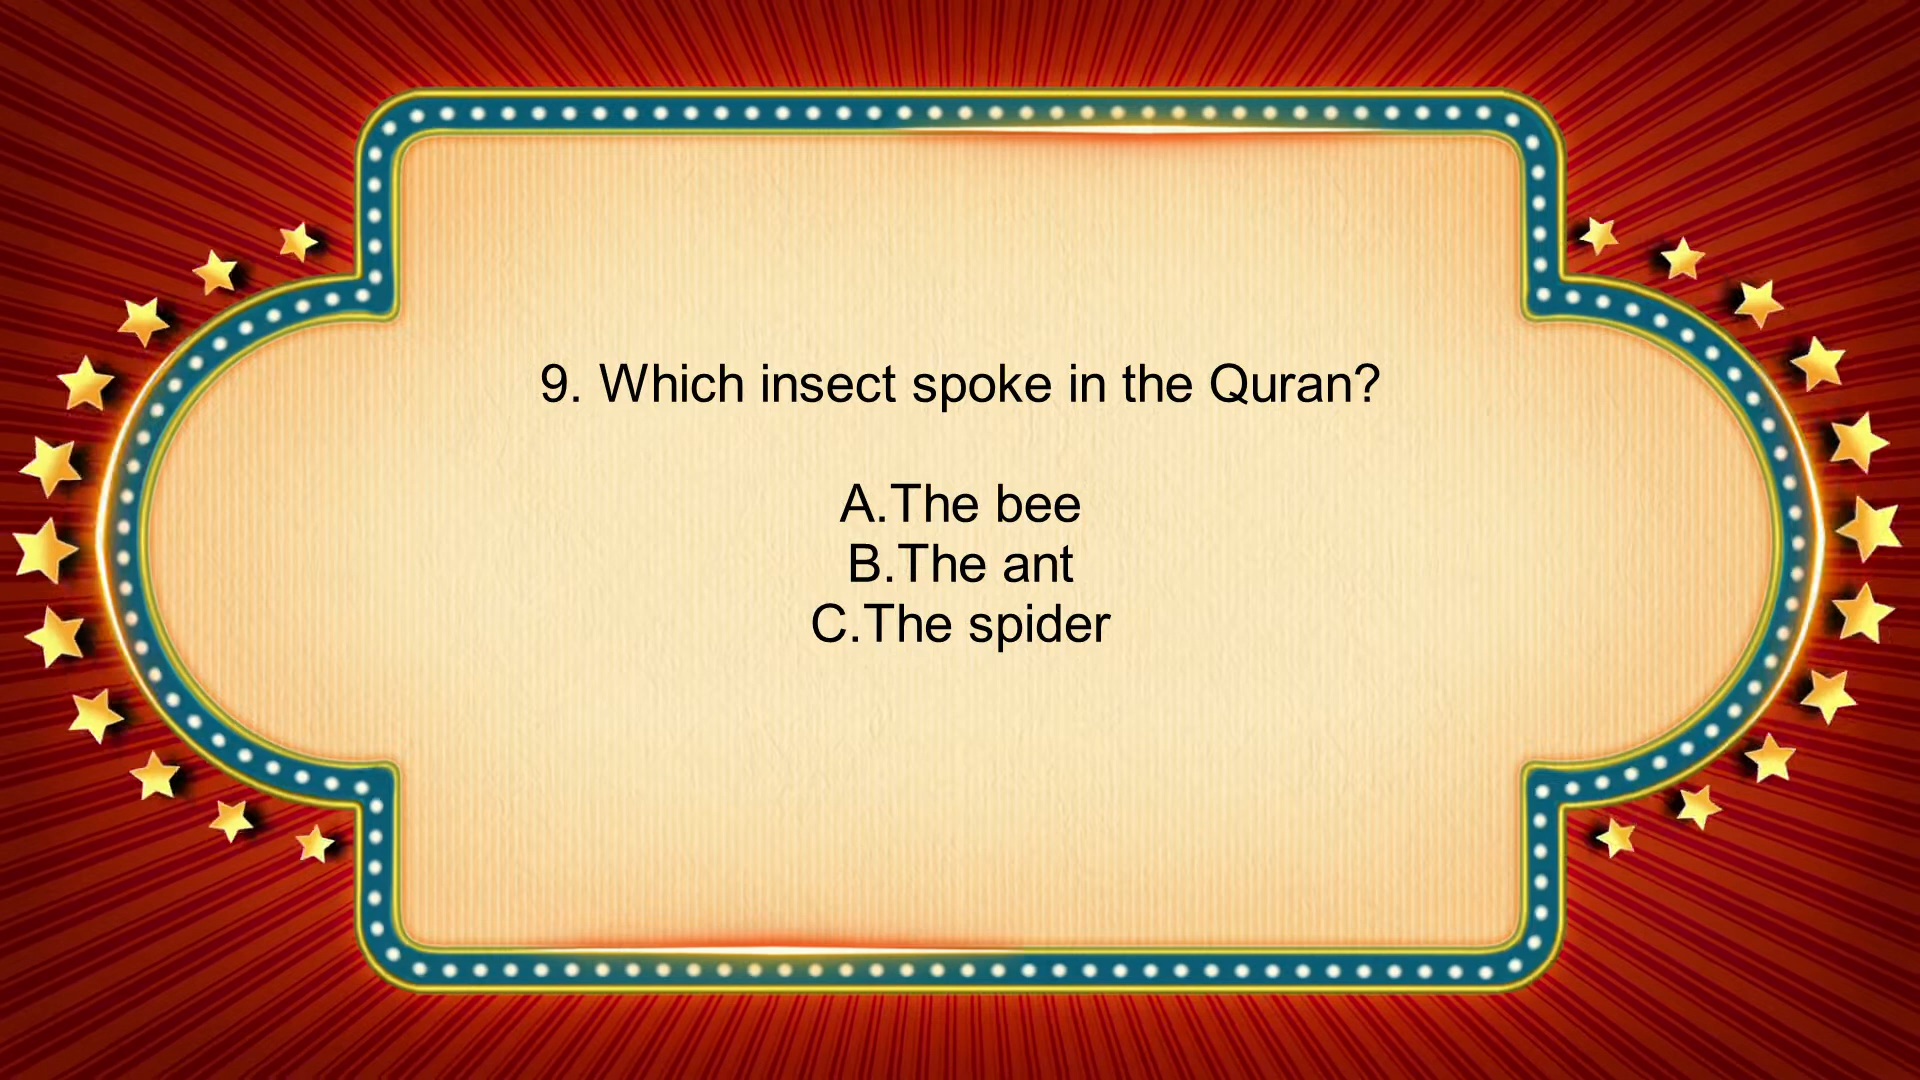 9. Which insect spoke in the Quran?
A.The bee
B.The ant
C.The spider